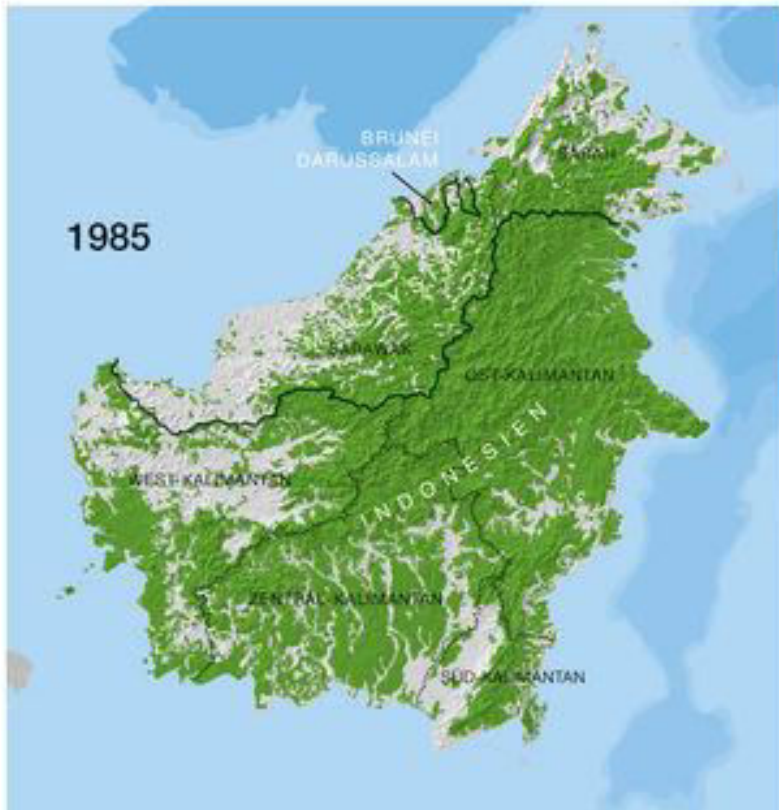 BRUNEI
DARUSSALAM
SABAH
1985
SARAWAK
OST-KALIMANTAN
WEST-KALIMANTAN
INDONESIEN
ZENTRAL-KALIMANTAN
SÜD-KALIMANTAN